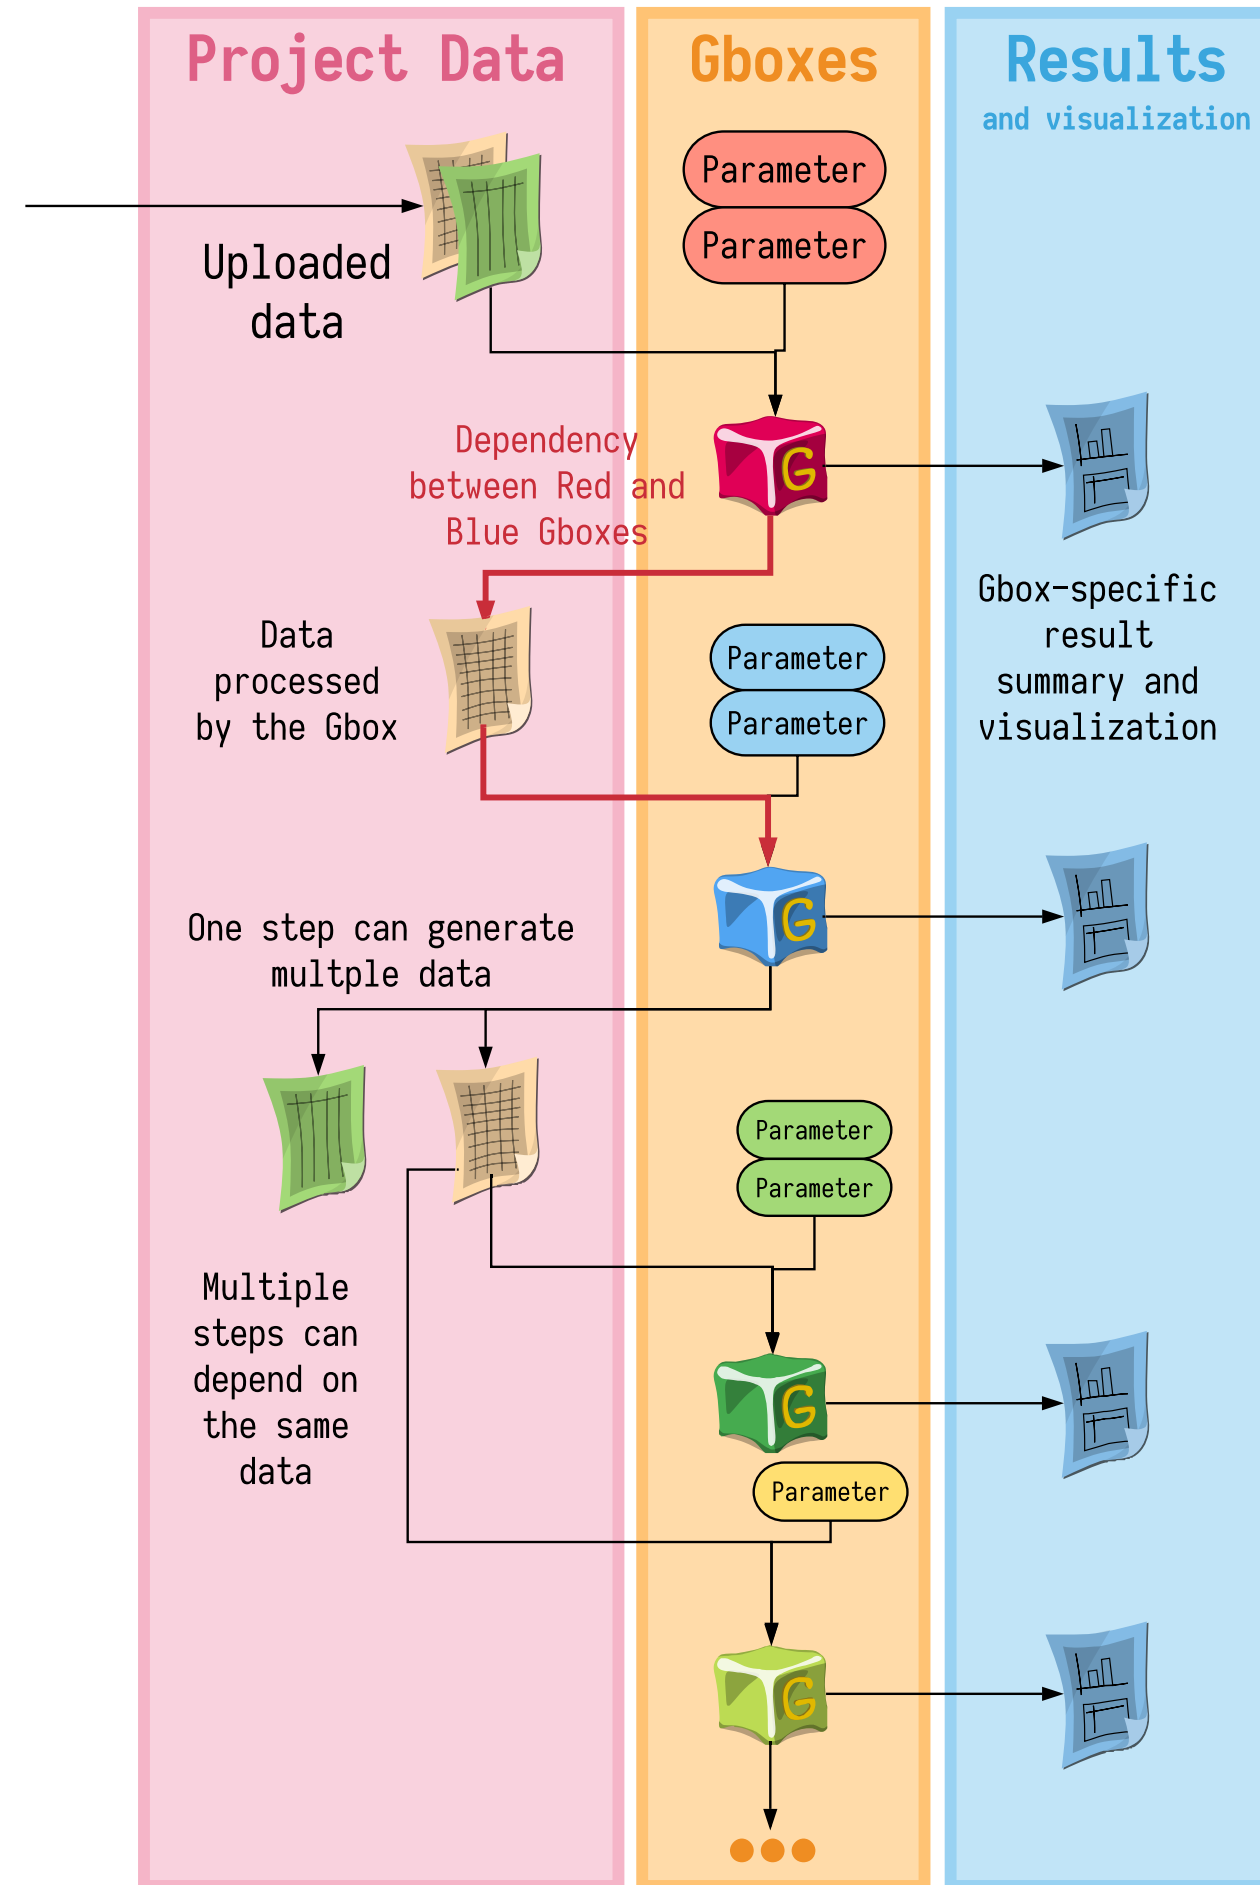 Project Data
Gboxes
Results
and visualization
Parameter
Parameter
Uploaded
data
Dependency
between Red and
Blue Gboxes
G
Gbox-specific
result
summary and
visualization
Data
processed
by the Gbox
Parameter
Parameter
G
One step can generate
multple data
Parameter
Parameter
Multiple
steps can
depend on
the same
data
G
Parameter
G